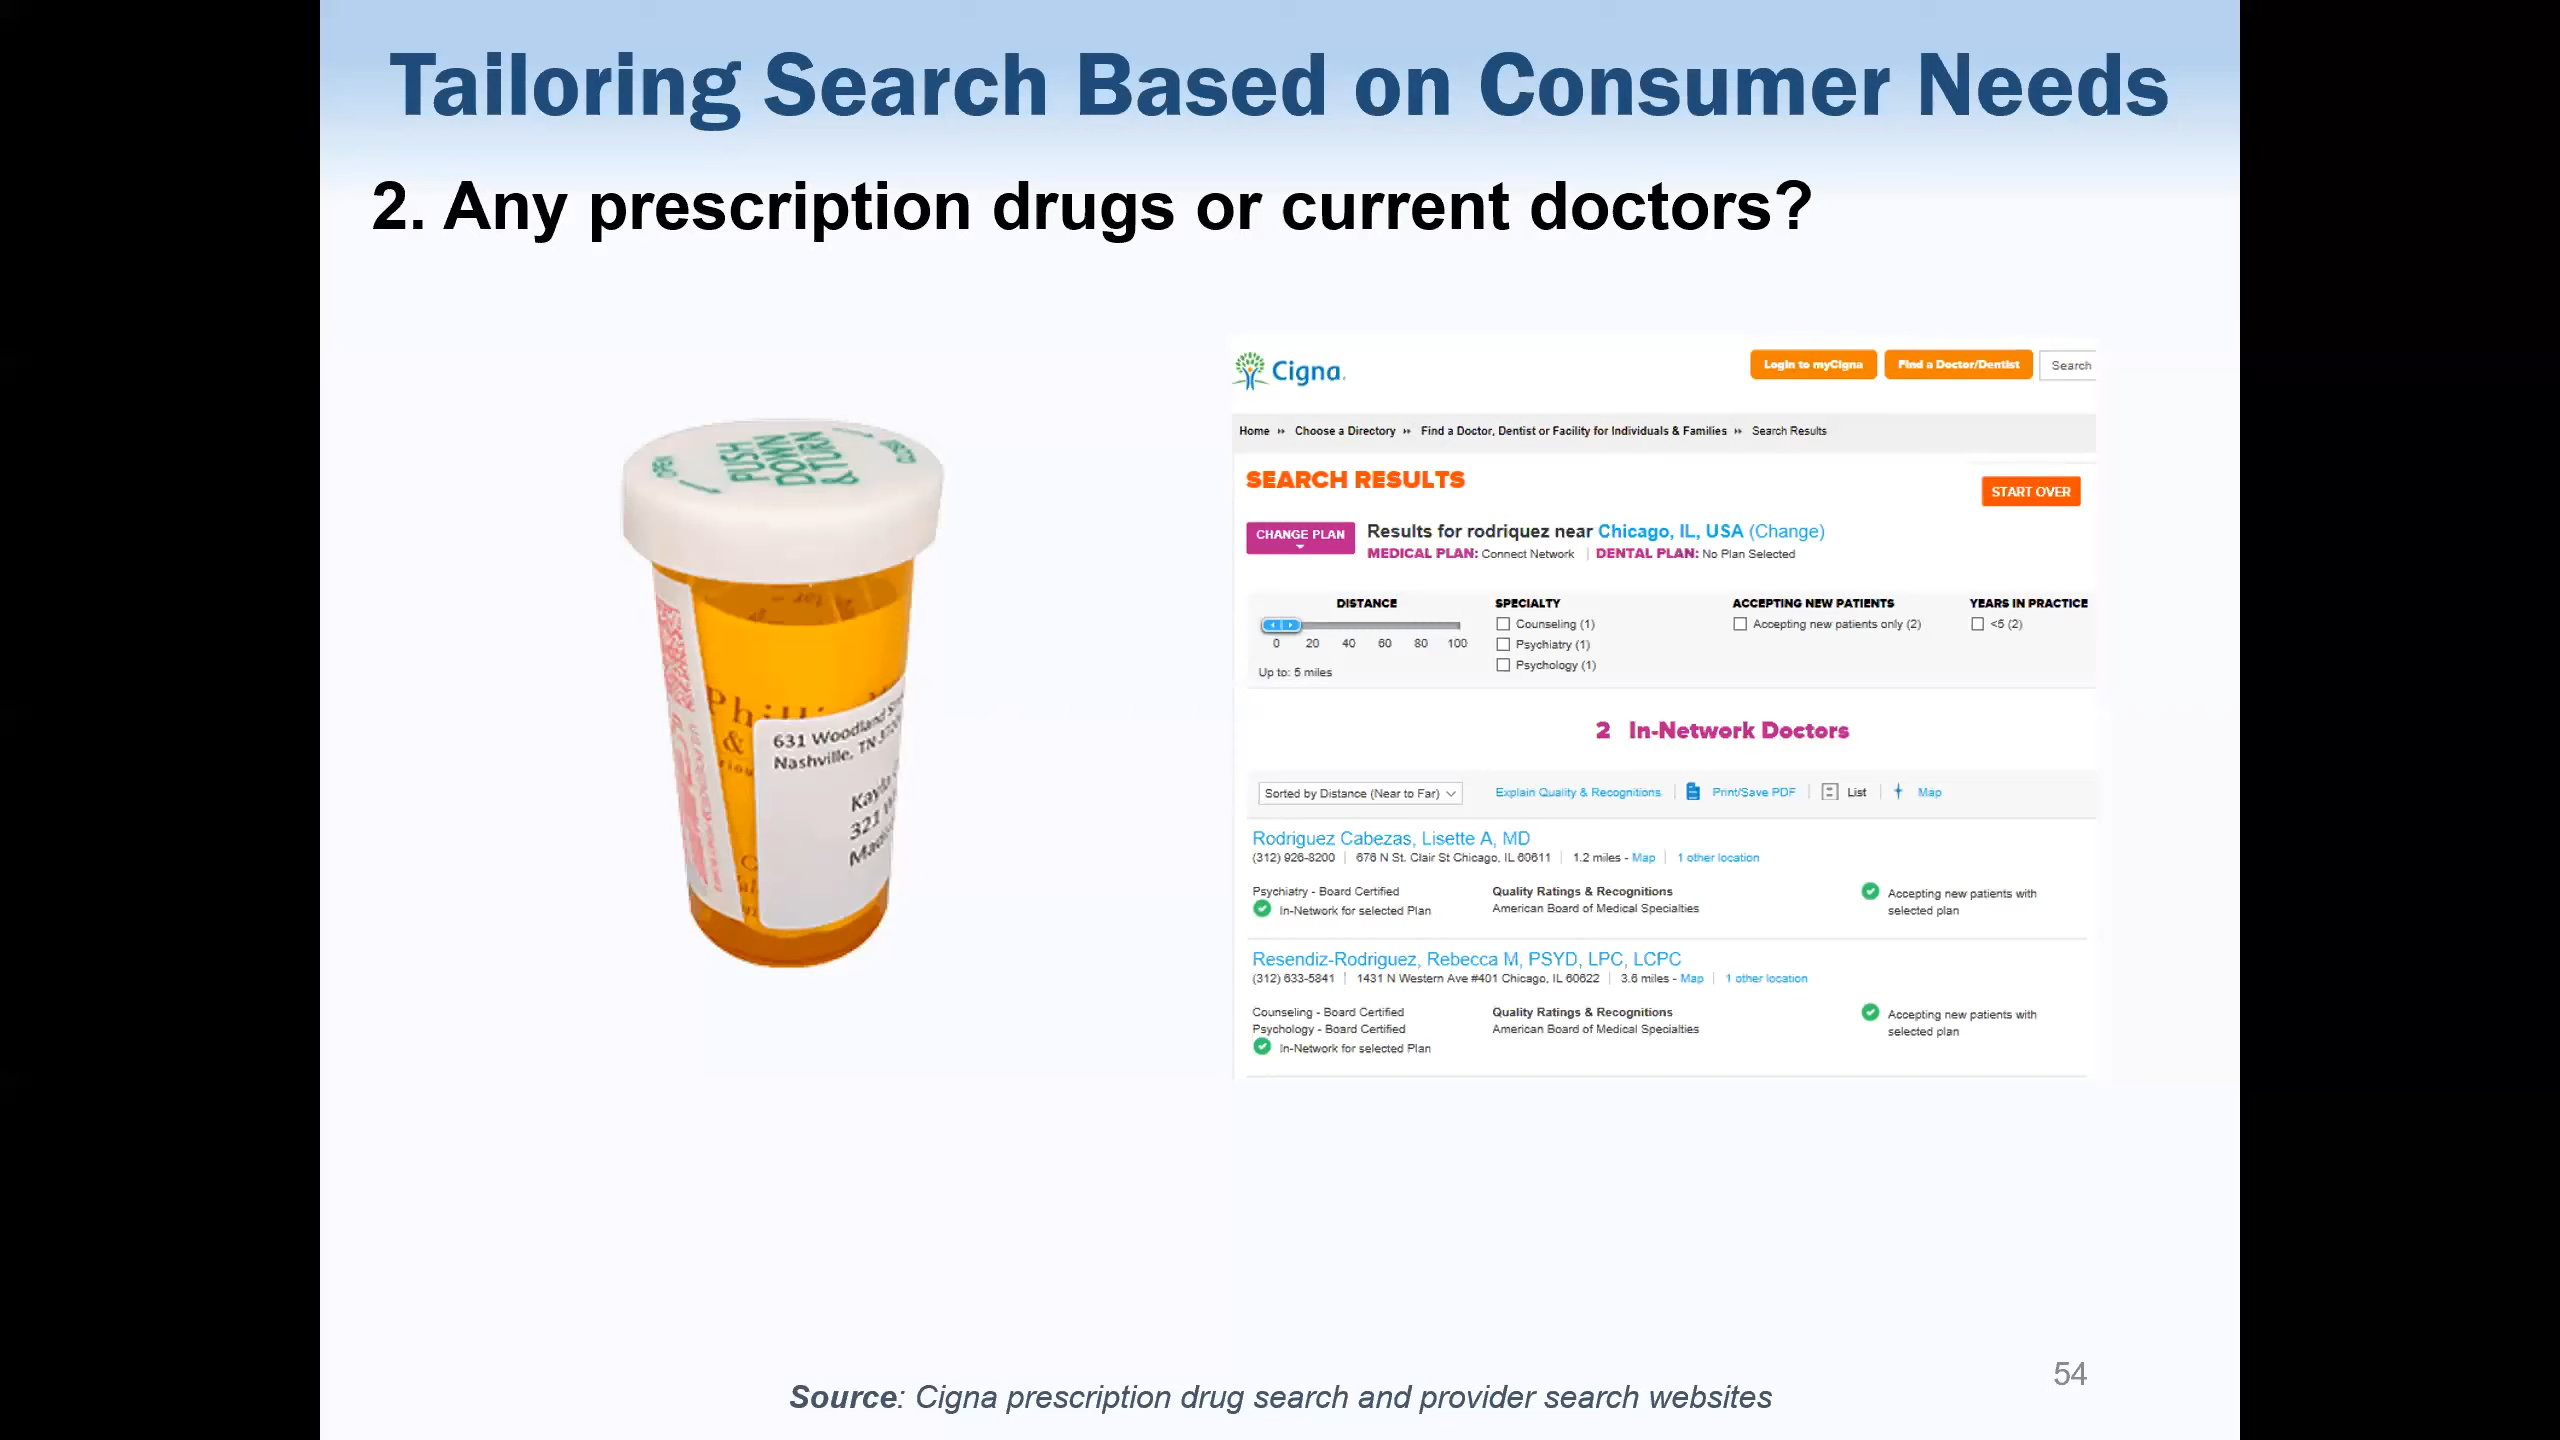 Tailoring Search Based on Consumer Needs
2. Any prescription drugs or current doctors?
OPEN
PUSH
DOWN
& TURN
631 Woodland
Nashville, TN
321
&
Cigna
Login to myCigna
Find a Doctor/Dentist
Search
Home » Choose a Directory » Find a Doctor, Dentist or Facility for Individuals & Families » Search Results
SEARCH RESULTS
START OVER
CHANGE PLAN
Results for rodriquez near Chicago, IL, USA (Change)
MEDICAL PLAN: Connect Network | DENTAL PLAN: No Plan Selected
DISTANCE
0 20 40 60 80 100
Up to: 5 miles
SPECIALTY
Counseling (1)
Psychiatry (1)
Psychology (1)
ACCEPTING NEW PATIENTS
Accepting new patients only (2)
YEARS IN PRACTICE
<5 (2)
2 In-Network Doctors
Sorted by Distance (Near to Far)
Explain Quality & Recognitions | Print/Save PDF | List | Map
Rodriguez Cabezas, Lisette A, MD
(312) 926-8200 | 676 N St. Clair St Chicago, IL 60611 | 1.2 miles - Map | 1 other location
Psychiatry - Board Certified
In-Network for selected Plan
Quality Ratings & Recognitions
American Board of Medical Specialties
Accepting new patients with
selected plan
Resendiz-Rodriguez, Rebecca M, PSYD, LPC, LCPC
(312) 633-5841 | 1431 N Western Ave #401 Chicago, IL 60622 | 3.6 miles - Map | 1 other location
Counseling - Board Certified
Psychology - Board Certified
In-Network for selected Plan
Quality Ratings & Recognitions
American Board of Medical Specialties
Accepting new patients with
selected plan
54
Source: Cigna prescription drug search and provider search websites